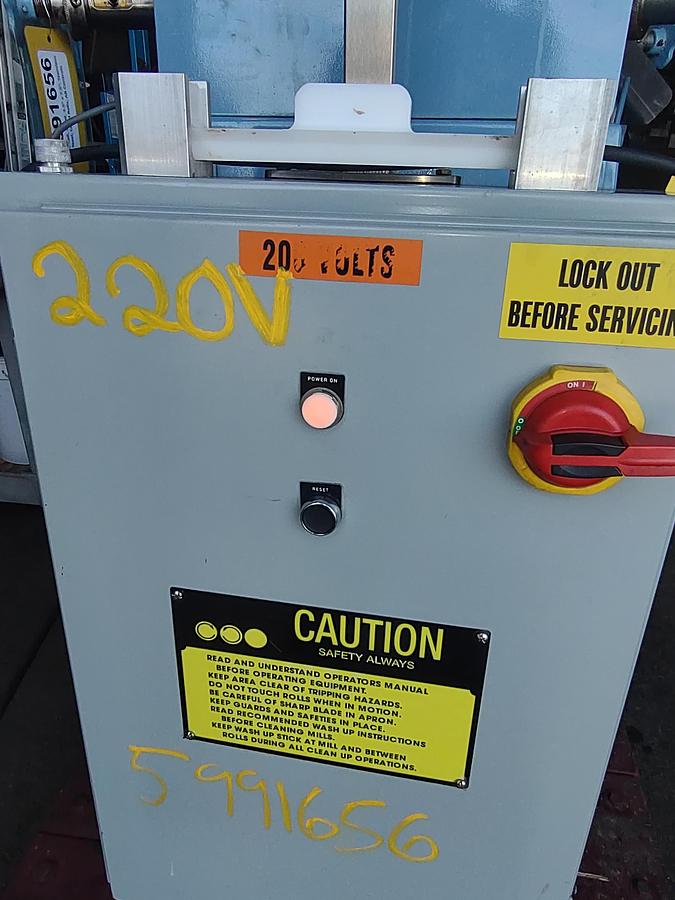 91656
20 VOLTS
220V
LOCK OUT
BEFORE SERVICIN
POWER ON
ON I
RESET
CAUTION
SAFETY ALWAYS
READ AND UNDERSTAND OPERATORS MANUAL
BEFORE OPERATING EQUIPMENT.
KEEP AREA CLEAR OF TRIPPING HAZARDS.
DO NOT TOUCH ROLLS WHEN IN MOTION.
BE CAREFUL OF SHARP BLADE IN APRON.
KEEP GUARDS AND SAFETIES IN PLACE.
READ RECOMMENDED WASH UP INSTRUCTIONS
BEFORE CLEANING MILLS.
KEEP WASH UP STICK AT MILL AND BETWEEN
ROLLS DURING ALL CLEAN UP OPERATIONS.
5991656